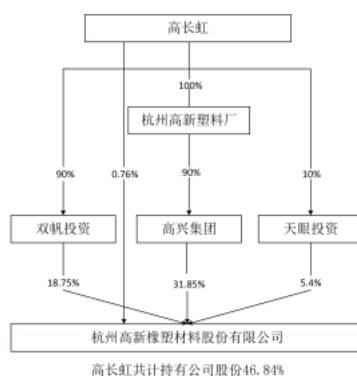 高长虹
100%
杭州高新塑料厂
90% 0.76% 90% 10%
双帆投资 高兴集团 天眼投资
18.75% 31.85% 5.4%
杭州高新橡塑材料股份有限公司
高长虹共计持有公司股份46.84%